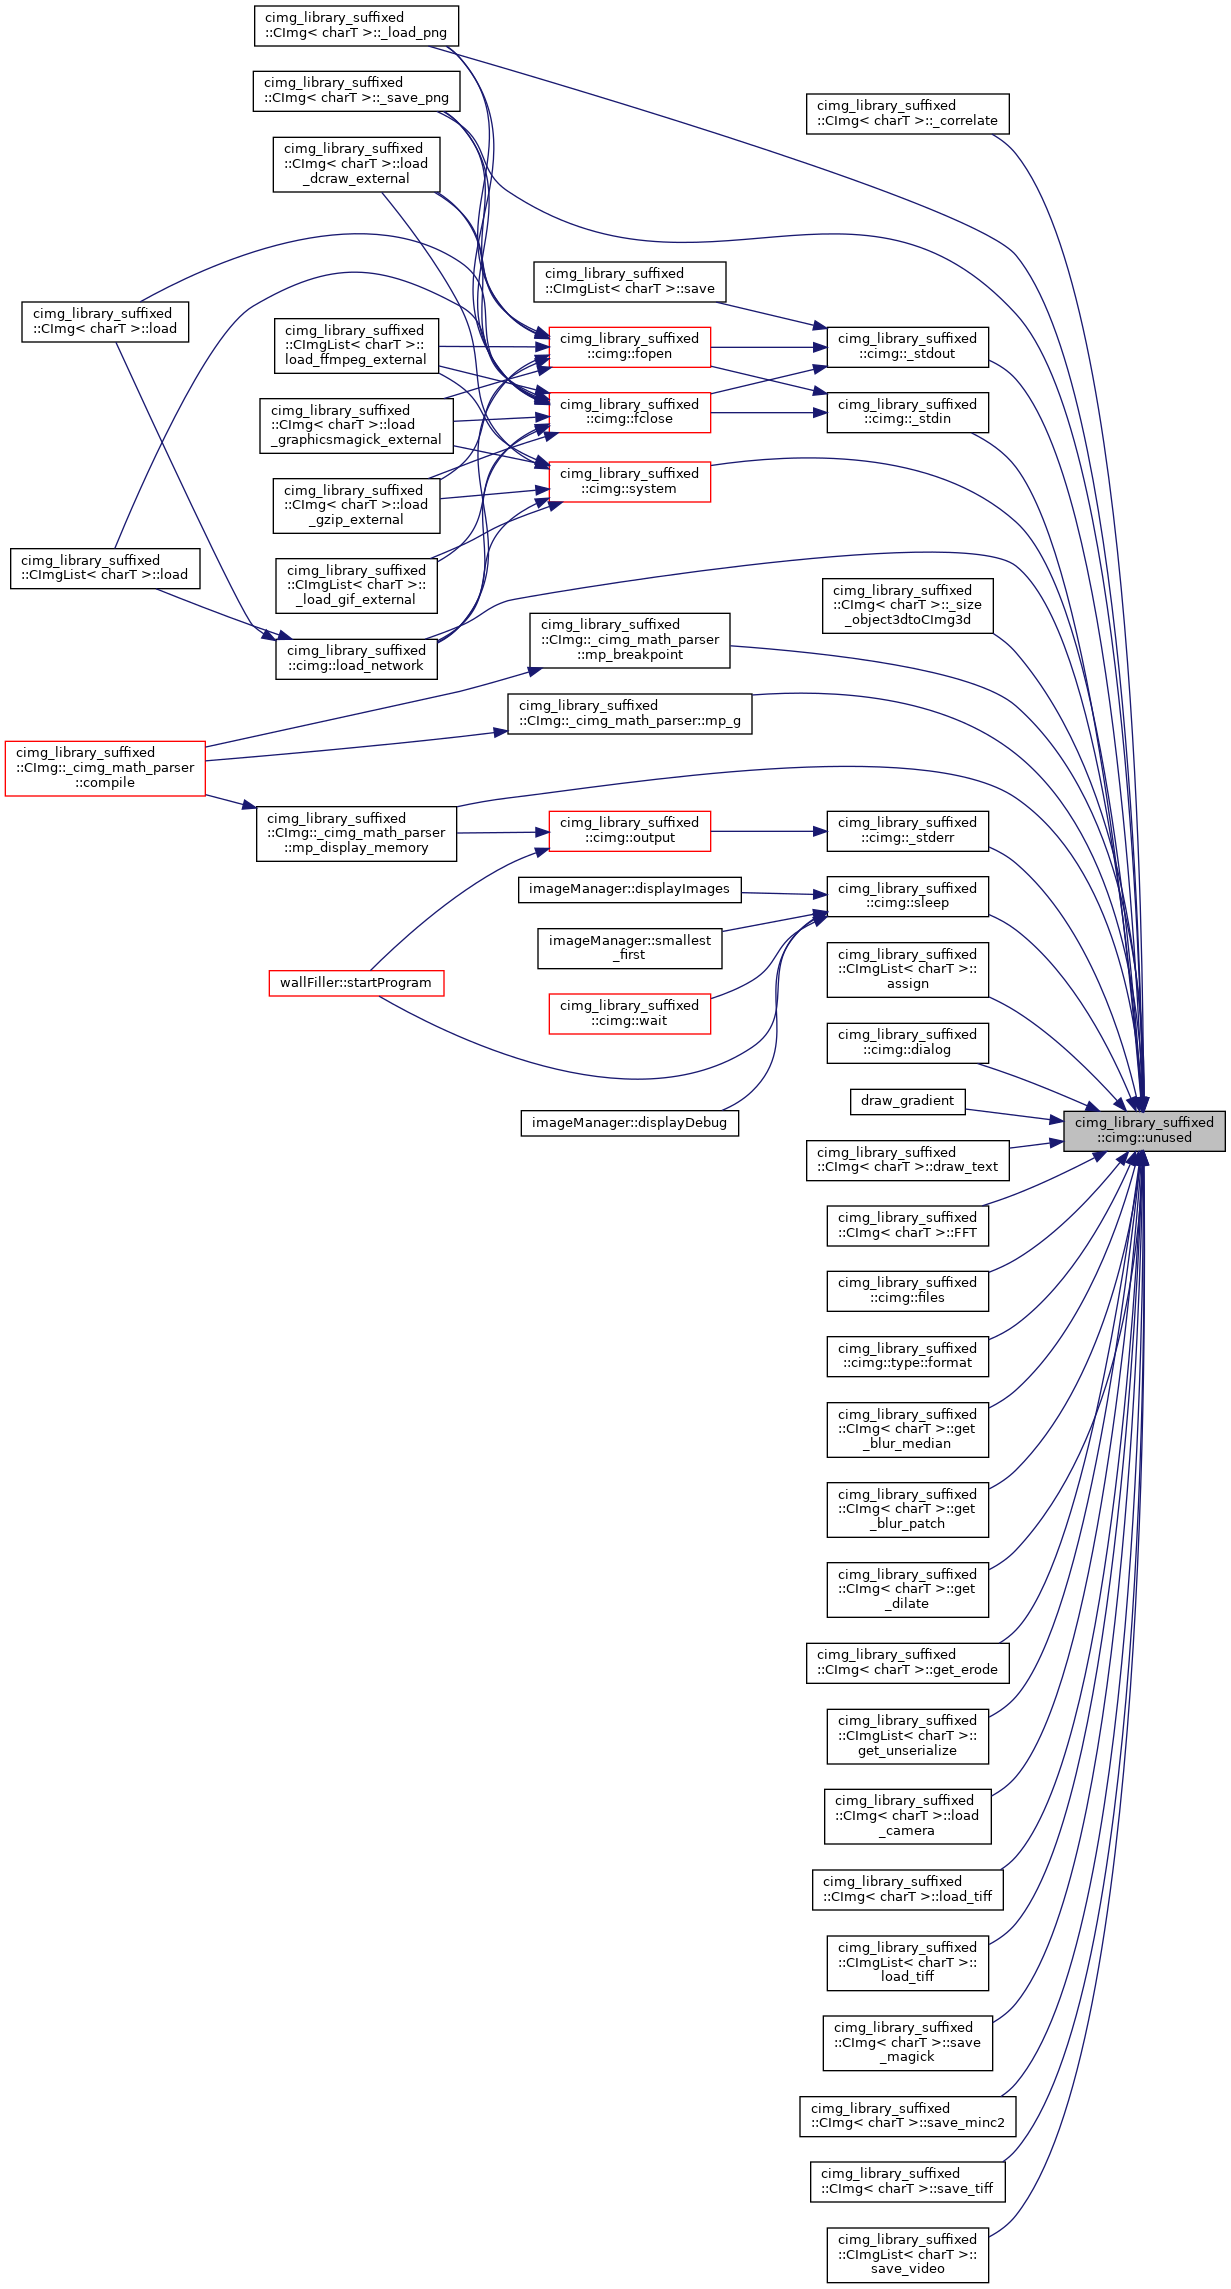 cimg_library_suffixed
::CImg< charT >::_load_png
cimg_library_suffixed
::CImg< charT >::_save_png
cimg_library_suffixed
::CImg< charT >::_correlate
cimg_library_suffixed
::CImg< charT >::load
_dcraw_external
cimg_library_suffixed
::CImgList< charT >::save
cimg_library_suffixed
::CImg< charT >::load
cimg_library_suffixed
::CImgList< charT >::
load_ffmpeg_external
cimg_library_suffixed
::cimg::fopen
cimg_library_suffixed
::cimg::_stdout
cimg_library_suffixed
::CImg< charT >::load
_graphicsmagick_external
cimg_library_suffixed
::cimg::fclose
cimg_library_suffixed
::cimg::_stdin
cimg_library_suffixed
::cimg::system
cimg_library_suffixed
::CImg< charT >::load
_gzip_external
cimg_library_suffixed
::CImgList< charT >::load
cimg_library_suffixed
::CImgList< charT >::
_load_gif_external
cimg_library_suffixed
::CImg< charT >::_size
_object3dtoCImg3d
cimg_library_suffixed
::cimg::load_network
cimg_library_suffixed
::CImg::_cimg_math_parser
::mp_breakpoint
cimg_library_suffixed
::CImg::_cimg_math_parser::mp_g
cimg_library_suffixed
::CImg::_cimg_math_parser
::compile
cimg_library_suffixed
::CImg::_cimg_math_parser
::mp_display_memory
cimg_library_suffixed
::cimg::output
cimg_library_suffixed
::cimg::_stderr
imageManager::displayImages
cimg_library_suffixed
::cimg::sleep
imageManager::smallest
_first
cimg_library_suffixed
::CImgList< charT >::
assign
wallFiller::startProgram
cimg_library_suffixed
::cimg::wait
cimg_library_suffixed
::cimg::dialog
draw_gradient
imageManager::displayDebug
cimg_library_suffixed
::cimg::unused
cimg_library_suffixed
::CImg< charT >::draw_text
cimg_library_suffixed
::CImg< charT >::FFT
cimg_library_suffixed
::cimg::files
cimg_library_suffixed
::cimg::type::format
cimg_library_suffixed
::CImg< charT >::get
_blur_median
cimg_library_suffixed
::CImg< charT >::get
_blur_patch
cimg_library_suffixed
::CImg< charT >::get
_dilate
cimg_library_suffixed
::CImg< charT >::get_erode
cimg_library_suffixed
::CImgList< charT >::
get_unserialize
cimg_library_suffixed
::CImg< charT >::load
_camera
cimg_library_suffixed
::CImg< charT >::load_tiff
cimg_library_suffixed
::CImgList< charT >::
load_tiff
cimg_library_suffixed
::CImg< charT >::save
_magick
cimg_library_suffixed
::CImg< charT >::save_minc2
cimg_library_suffixed
::CImg< charT >::save_tiff
cimg_library_suffixed
::CImgList< charT >::
save_video